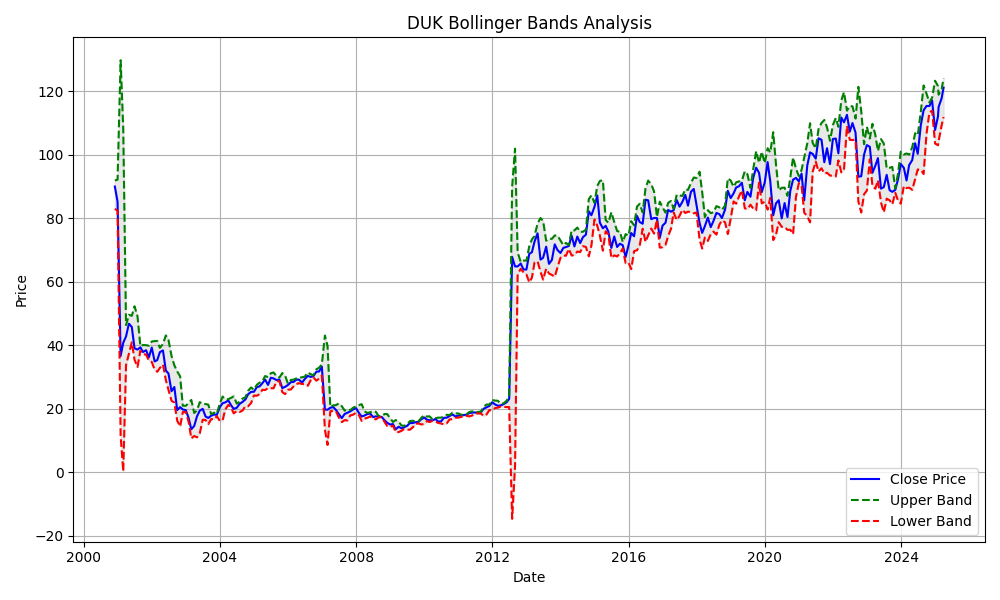 DUK Bollinger Bands Analysis
Price
120
100
80
60
40
20
0
−20
2000
2004
2008
2012
2016
2020
2024
Date
Close Price
Upper Band
Lower Band